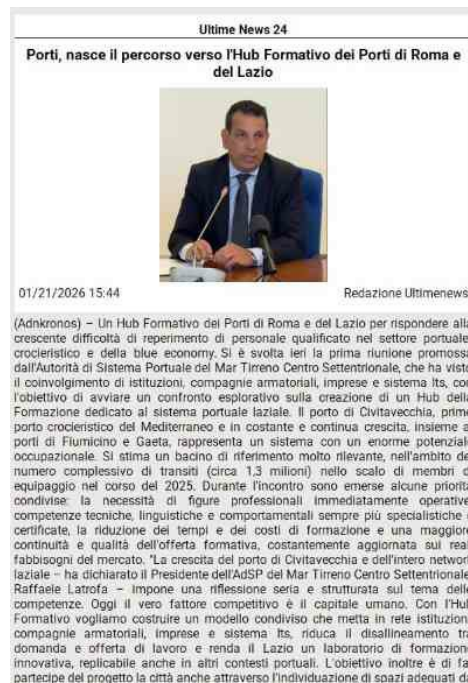 Ultime News 24
Porti, nasce il percorso verso l'Hub Formativo dei Porti di Roma e
del Lazio
01/21/2026 15:44
Redazione Ultimenews
(Adnkronos) – Un Hub Formativo dei Porti di Roma e del Lazio per rispondere alla
crescente difficoltà di reperimento di personale qualificato nel settore portuale,
crocieristico e della blue economy. Si è svolta ieri la prima riunione promossa
dall'Autorità di Sistema Portuale del Mar Tirreno Centro Settentrionale, che ha visto
il coinvolgimento di istituzioni, compagnie armatoriali, imprese e sistema Its, con
l'obiettivo di avviare un confronto esplorativo sulla creazione di un Hub della
Formazione dedicato al sistema portuale laziale. Il porto di Civitavecchia, primo
porto crocieristico del Mediterraneo e in costante e continua crescita, insieme ai
porti di Fiumicino e Gaeta, rappresenta un sistema con un enorme potenziale
occupazionale. Si stima un bacino di riferimento molto rilevante, nell'ambito del
numero complessivo di transiti (circa 1,3 milioni) nello scalo di membri di
equipaggio nel corso del 2025. Durante l'incontro sono emerse alcune priorità
condivise: la necessità di figure professionali immediatamente operative,
competenze tecniche, linguistiche e comportamentali sempre più specialistiche e
certificate, la riduzione dei tempi e dei costi di formazione e una maggiore
continuità e qualità dell'offerta formativa, costantemente aggiornata sui reali
fabbisogni del mercato. "La crescita del porto di Civitavecchia e dell'intero network
laziale – ha dichiarato il Presidente dell'AdSP del Mar Tirreno Centro Settentrionale,
Raffaele Latrofa – impone una riflessione seria e strutturata sul tema delle
competenze. Oggi il vero fattore competitivo è il capitale umano. Con l'Hub
Formativo vogliamo costruire un modello condiviso che metta in rete istituzioni,
compagnie armatoriali, imprese e sistema Its, riduca il disallineamento tra
domanda e offerta di lavoro e renda il Lazio un laboratorio di formazione
innovativa, replicabile anche in altri contesti portuali. L'obiettivo inoltre è di far
partecipe del progetto la città anche attraverso l'individuazione di spazi adeguati di